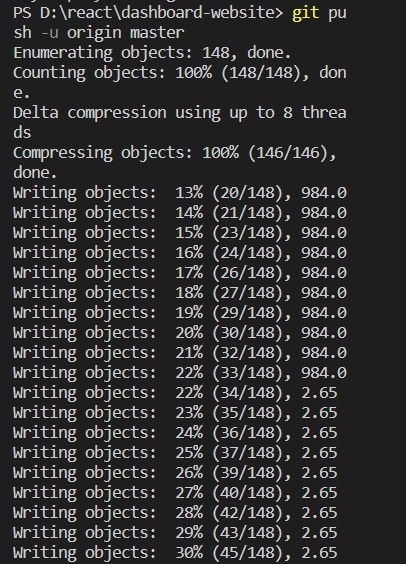 PS D:\react\dashboard-website> git pu
sh -u origin master
Enumerating objects: 148, done.
Counting objects: 100% (148/148), don
e.
Delta compression using up to 8 threa
ds
Compressing objects: 100% (146/146),
done.
Writing objects:  13% (20/148), 984.0
Writing objects:  14% (21/148), 984.0
Writing objects:  15% (23/148), 984.0
Writing objects:  16% (24/148), 984.0
Writing objects:  17% (26/148), 984.0
Writing objects:  18% (27/148), 984.0
Writing objects:  19% (29/148), 984.0
Writing objects:  20% (30/148), 984.0
Writing objects:  21% (32/148), 984.0
Writing objects:  22% (33/148), 984.0
Writing objects:  22% (34/148), 2.65
Writing objects:  23% (35/148), 2.65
Writing objects:  24% (36/148), 2.65
Writing objects:  25% (37/148), 2.65
Writing objects:  26% (39/148), 2.65
Writing objects:  27% (40/148), 2.65
Writing objects:  28% (42/148), 2.65
Writing objects:  29% (43/148), 2.65
Writing objects:  30% (45/148), 2.65